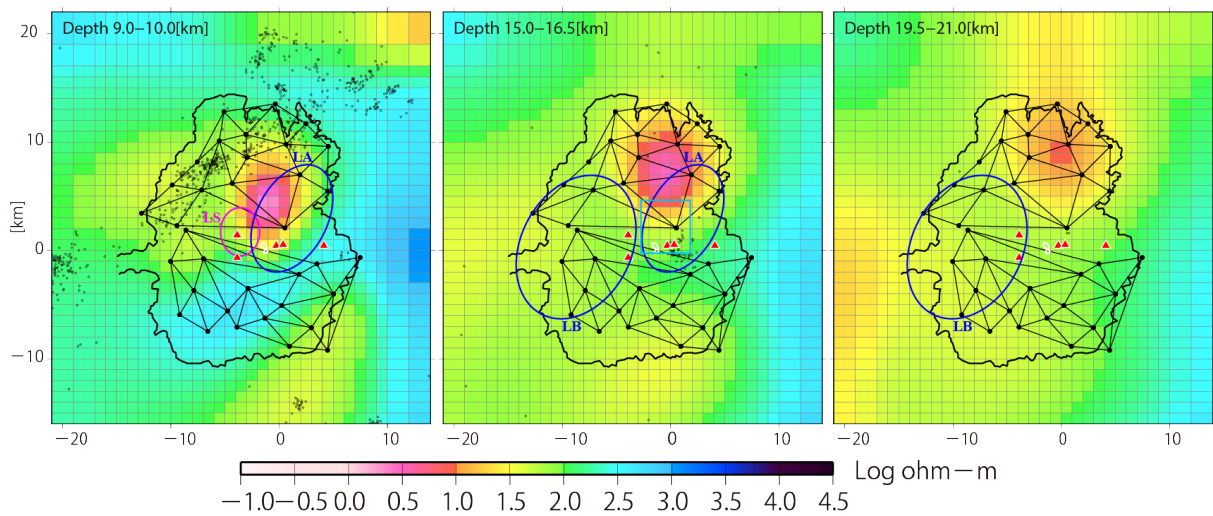 Depth 9.0−10.0[km]
Depth 15.0−16.5[km]
Depth 19.5−21.0[km]
20
10
0
−10
[km]
LA
LS
LA
LB
LB
−20 −10 0 10
−20 −10 0 10
−20 −10 0 10
−1.0 −0.5 0.0 0.5 1.0 1.5 2.0 2.5 3.0 3.5 4.0 4.5
Log ohm−m